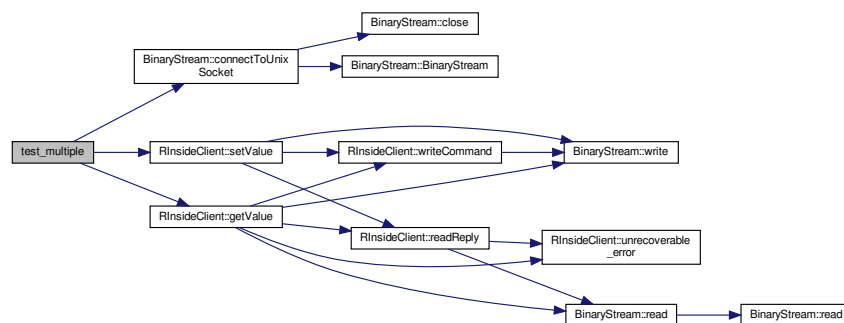 BinaryStream::close
BinaryStream::connectToUnix
Socket
BinaryStream::BinaryStream
test_multiple
RInsideClient::setValue
RInsideClient::writeCommand
BinaryStream::write
RInsideClient::getValue
RInsideClient::readReply
RInsideClient::unrecoverable
_error
BinaryStream::read
BinaryStream::read